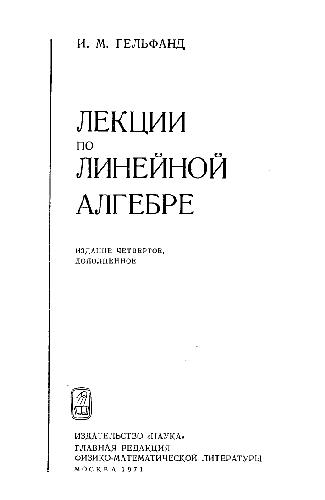 И. М. ГЕЛЬФАНД
ЛЕКЦИИ
ПО
ЛИНЕЙНОЙ
АЛГЕБРЕ
ИЗДАНИЕ ЧЕТВЕРТОЕ,
ДОПОЛНЕННОЕ
ИЗДАТЕЛЬСТВО «НАУКА»
ГЛАВНАЯ РЕДАКЦИЯ
ФИЗИКО-МАТЕМАТИЧЕСКОЙ ЛИТЕРАТУРЫ
МОСКВА 1971